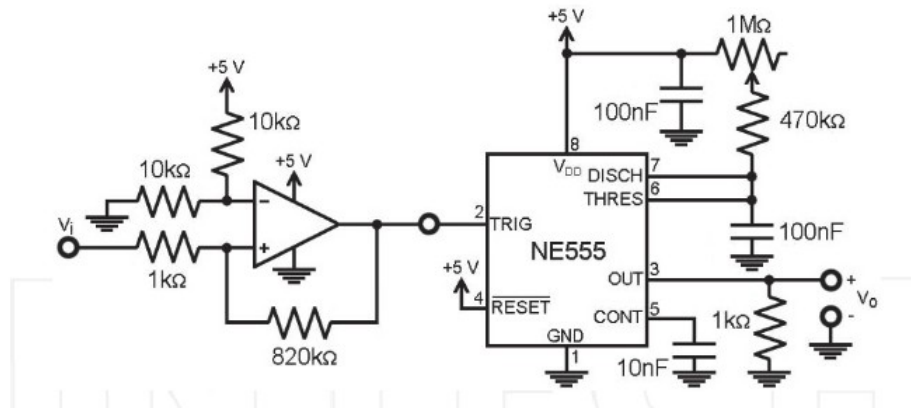 +5 V
1MΩ
+5 V
10kΩ
100nF
470kΩ
10kΩ
+5 V
8
V_DD
DISCH
7
THRES
6
Vi
1kΩ
2
TRIG
NE555
100nF
+5 V
OUT
3
+
Vo
-
4
RESET
CONT
5
1kΩ
820kΩ
GND
1
10nF
-
+